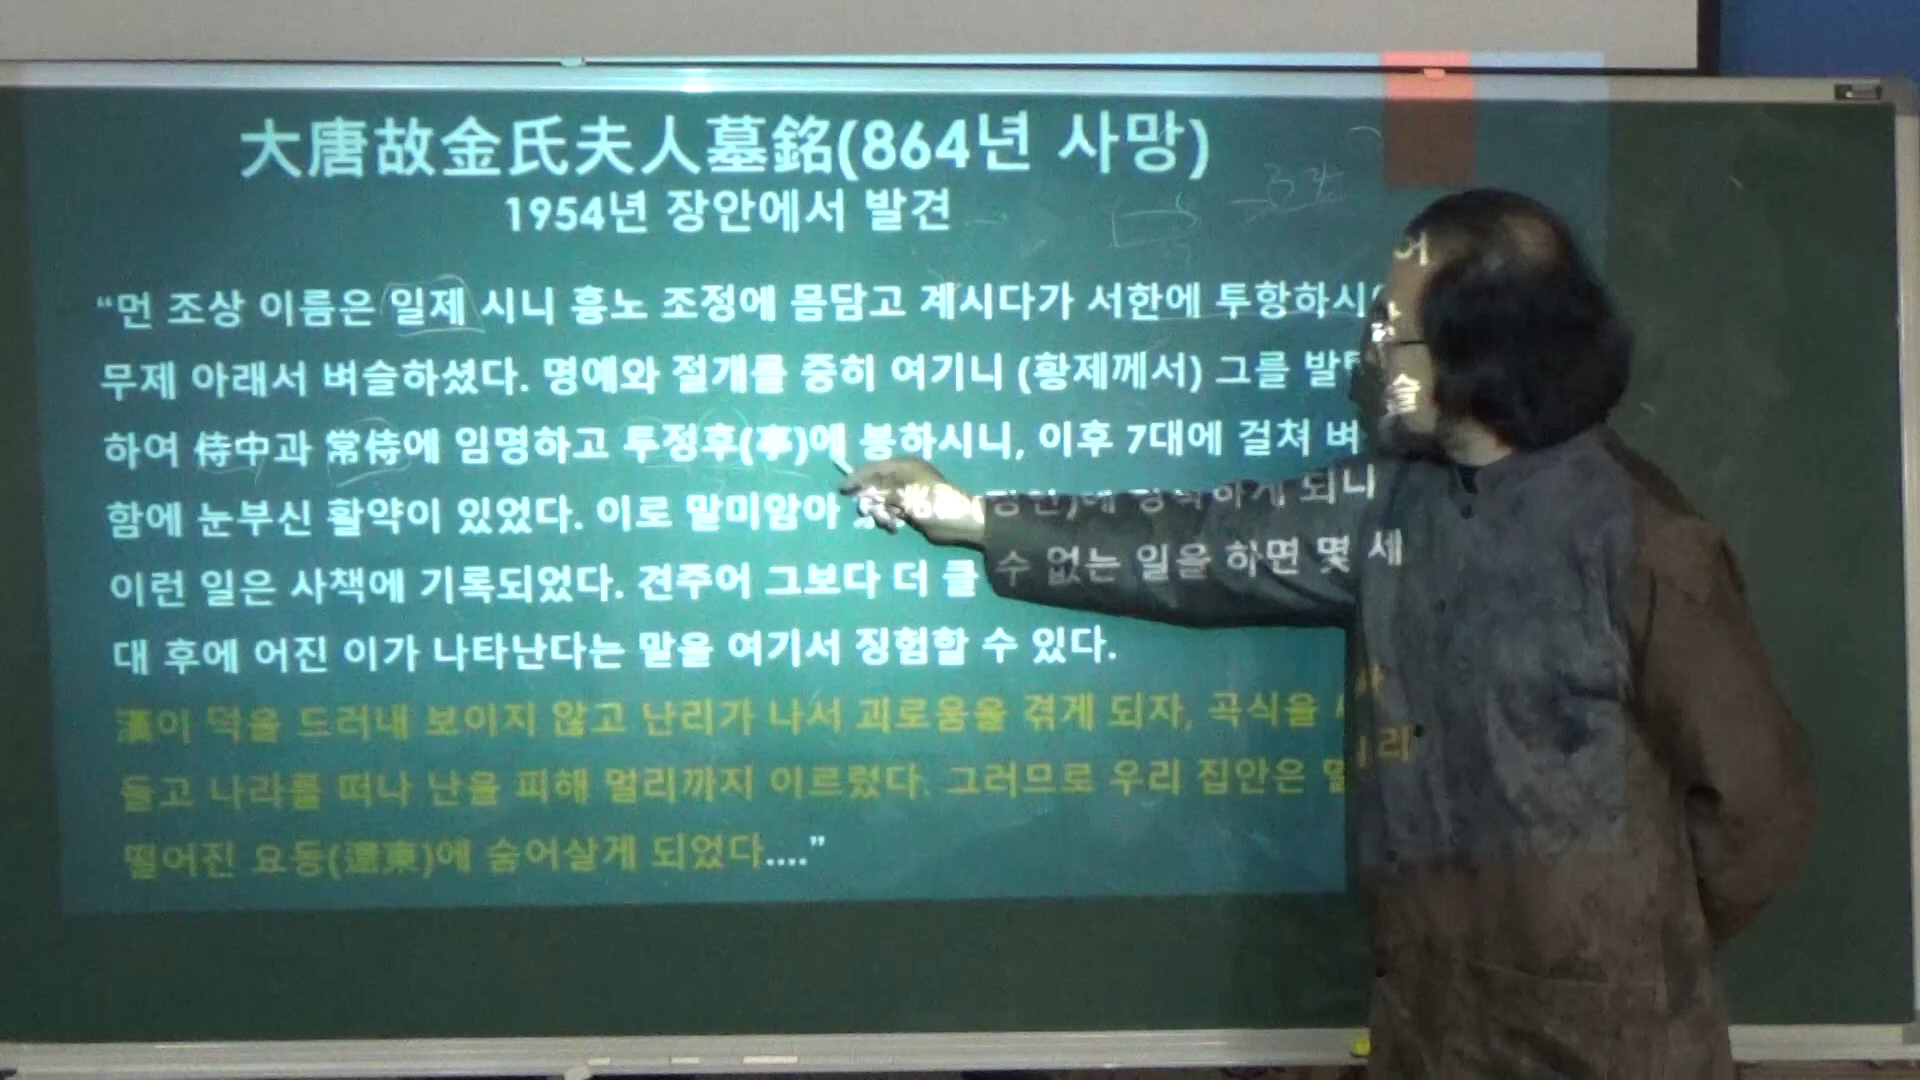 大唐故金氏夫人墓銘(864년 사망)
1954년 장안에서 발견
“먼 조상 이름은 일제 시니 흉노 조정에 몸담고 계시다가 서한에 투항하시어
무제 아래서 벼슬하셨다. 명예와 절개를 중히 여기니 (황제께서) 그를
하여 侍中과 常侍에 임명하고 투정후(亭)에 봉하시니, 이후 7대에 걸쳐 벼슬
함에 눈부신 활약이 있었다. 이로 말미암아 되니
이런 일은 사책에 기록되었다. 견주어 그보다 더 클 수 없는 일을 하면 몇 세
대 후에 어진 이가 나타난다는 말을 여기서 징험할 수 있다.
漢이 덕을 드러내 보이지 않고 난리가 나서 괴로움을 겪게 되자, 곡식을
들고 나라를 떠나 난을 피해 멀리까지 이르렀다. 그러므로 우리 집안은
떨어진 요동(遼東)에 숨어살게 되었다....”